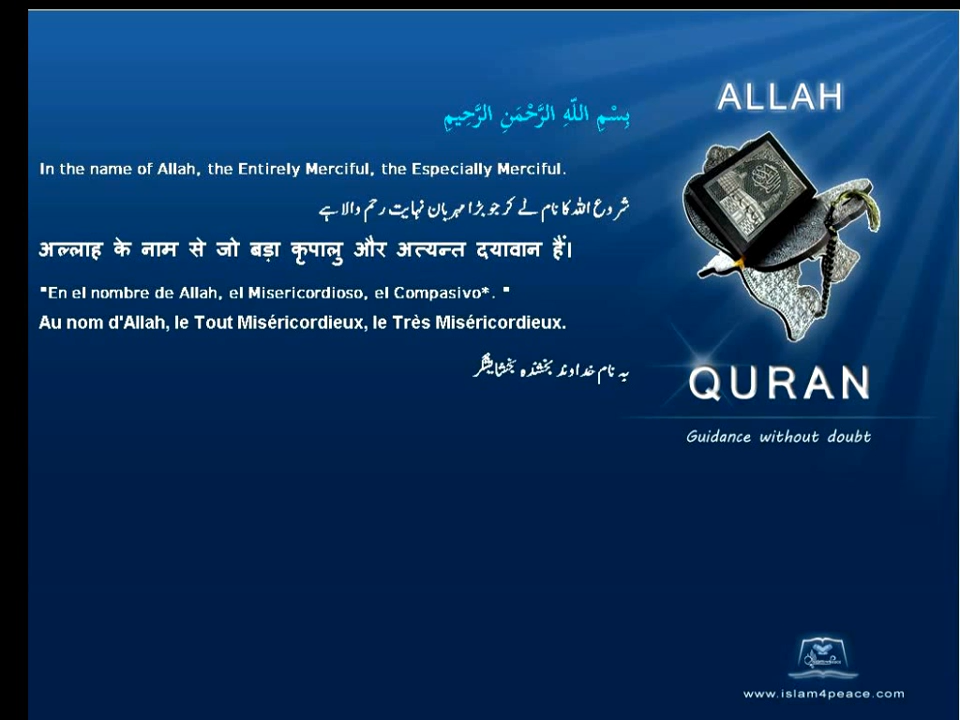 بِسْمِ اللّهِ الرَّحْمَنِ الرَّحِيمِ
In the name of Allah, the Entirely Merciful, the Especially Merciful.
شروع الله کا نام لے کر جو بڑا مہربان نہایت رحم والا ہے
अल्लाह के नाम से जो बड़ा कृपालु और अत्यन्त दयावान हैं।
"En el nombre de Allah, el Misericordioso, el Compasivo*. "
Au nom d'Allah, le Tout Miséricordieux, le Très Miséricordieux.
به نام خداوند بخشنده بخشایشگر
ALLAH
QURAN
Guidance without doubt
www.islam4peace.com